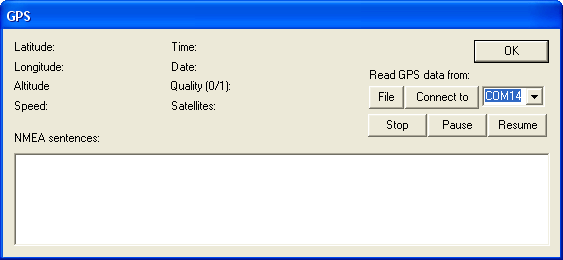 GPS
Latitude: Time:
OK
Longitude: Date:
Read GPS data from:
Altitude Quality (0/1):
File Connect to COM14
Speed: Satellites:
Stop Pause Resume
NMEA sentences: